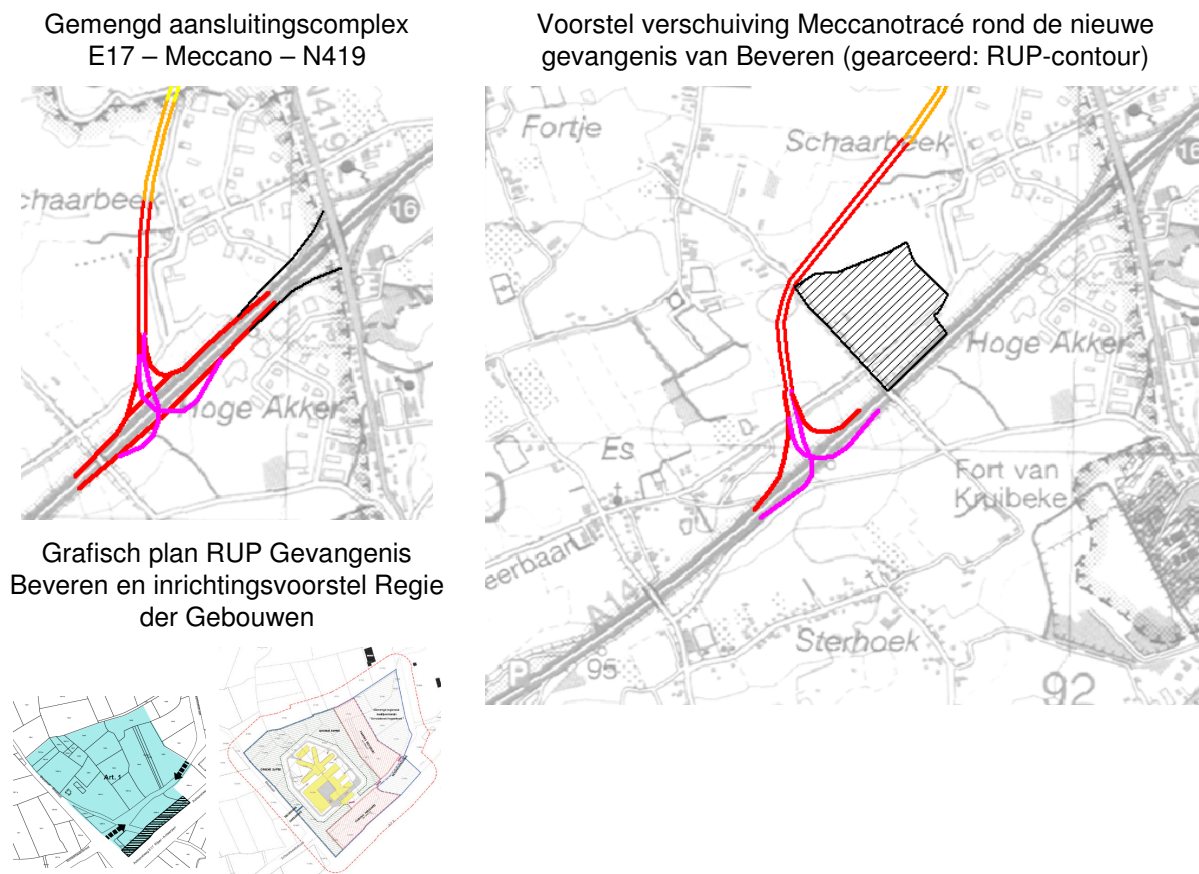 Gemengd aansluitingscomplex
E17 – Meccano – N419
Voorstel verschuiving Meccanotracé rond de nieuwe
gevangenis van Beveren (gearceerd: RUP-contour)
N419
chaarbeek
16
Hoge Akker
Fortje
Schaarbeek
16
Hoge Akker
Es
Fort van
Kruibeke
eerbaan
A14
Sterhoek
P
95
92
Grafisch plan RUP Gevangenis
Beveren en inrichtingsvoorstel Regie
der Gebouwen
Art. 1